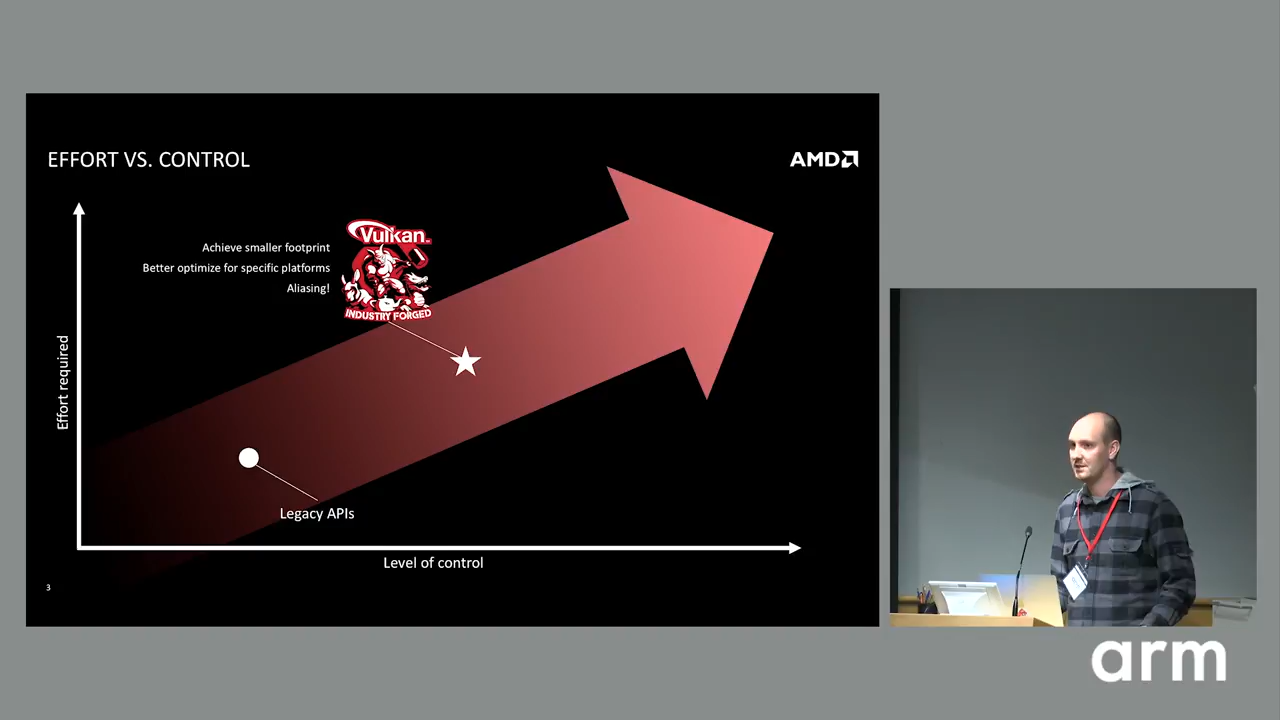 EFFORT VS. CONTROL
AMD
Vulkan
INDUSTRY FORGED
Achieve smaller footprint
Better optimize for specific platforms
Aliasing!
Effort required
Legacy APIs
Level of control
3
arm